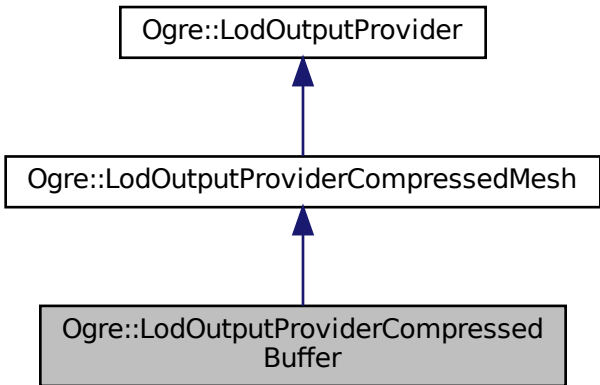 Ogre::LodOutputProvider
Ogre::LodOutputProviderCompressedMesh
Ogre::LodOutputProviderCompressed
Buffer